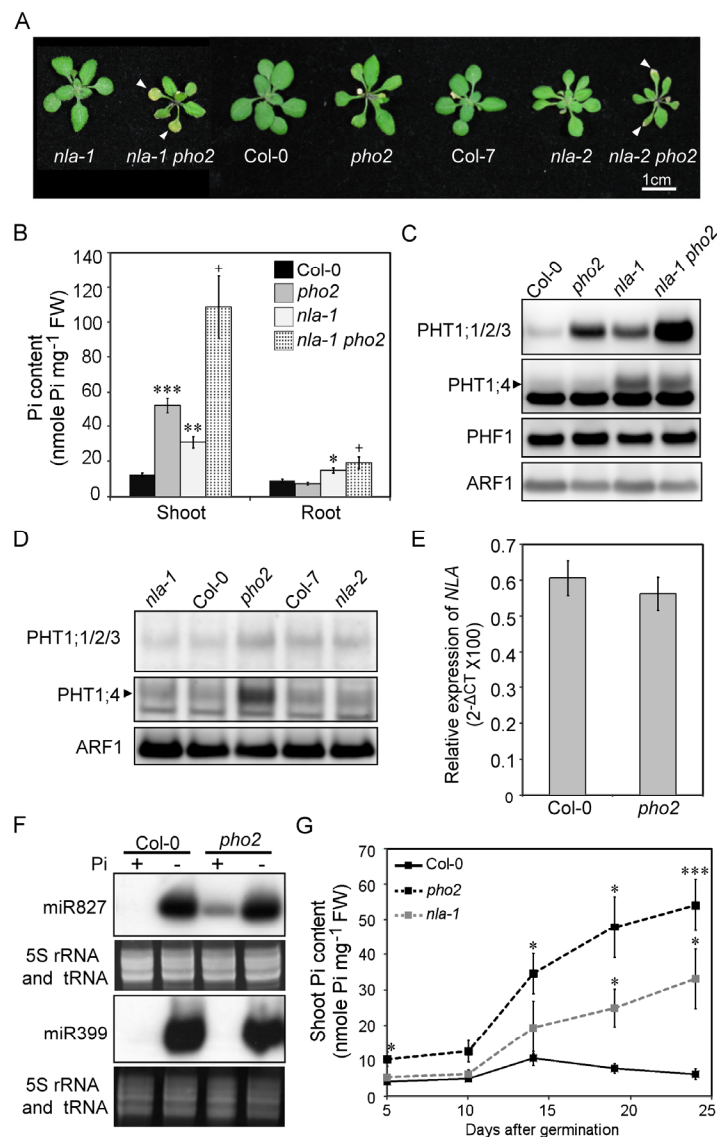 A
nla-1 nla-1 pho2 Col-0 pho2 Col-7 nla-2 nla-2 pho2
1cm
B
Pi content
(nmole Pi mg-1 FW)
140
120
100
80
60
40
20
0
Col-0
pho2
nla-1
nla-1 pho2
***
**
+
*
+
Shoot Root
C
Col-0 pho2 nla-1 nla-1 pho2
PHT1;1/2/3
PHT1;4
PHF1
ARF1
D
nla-1 Col-0 pho2 Col-7 nla-2
PHT1;1/2/3
PHT1;4
ARF1
E
Relative expression of NLA
(2-ΔCT X100)
0.7
0.6
0.5
0.4
0.3
0.2
0.1
0
Col-0 pho2
F
Col-0 pho2
Pi + - + -
miR827
5S rRNA
and tRNA
miR399
5S rRNA
and tRNA
G
Shoot Pi content
(nmole Pi mg-1 FW)
70
60
50
40
30
20
10
0
Col-0
pho2
nla-1
*
*
*
***
*
*
5 10 15 20 25
Days after germination